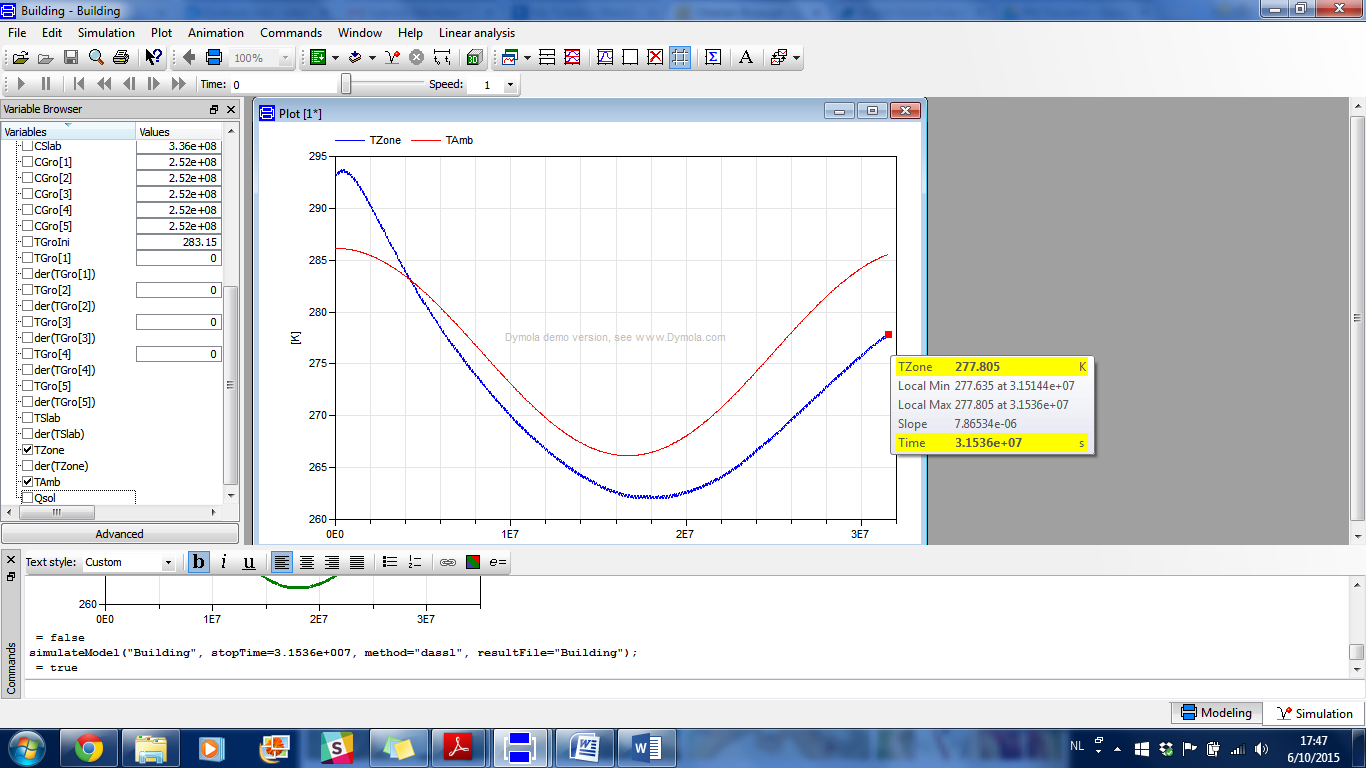 Building - Building
File Edit Simulation Plot Animation Commands Window Help Linear analysis
100%
Time: 0 Speed: 1
Variable Browser
Plot [1*]
Variables Values
CSlab 3.36e+08
CGro[1] 2.52e+08
CGro[2] 2.52e+08
CGro[3] 2.52e+08
CGro[4] 2.52e+08
CGro[5] 2.52e+08
TGroIni 283.15
TGro[1] 0
der(TGro[1])
TGro[2] 0
der(TGro[2])
TGro[3] 0
der(TGro[3])
TGro[4] 0
der(TGro[4])
TGro[5]
der(TGro[5])
TSlab
der(TSlab)
TZone
der(TZone)
TAmb
Qsol
Advanced
TZone TAmb
295
290
285
280
275
270
265
260
[K]
0E0 1E7 2E7 3E7
Dymola demo version, see www.Dymola.com
TZone 277.805 K
Local Min 277.635 at 3.15144e+07
Local Max 277.805 at 3.1536e+07
Slope 7.86534e-06
Time 3.1536e+07 s
Text style: Custom b i u e=
260
0E0 1E7 2E7 3E7
= false
simulateModel("Building", stopTime=3.1536e+007, method="dassl", resultFile="Building");
= true
Commands
Modeling Simulation
NL
17:47
6/10/2015